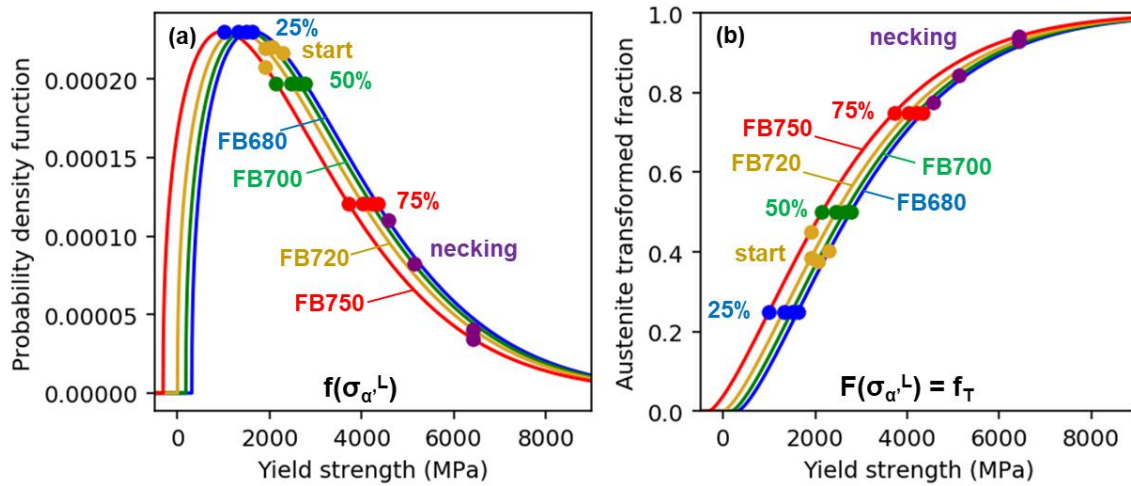 (a)
25%
start
50%
FB680
FB700
75%
necking
FB720
FB750
f(σα'ᴸ)
0.00020
0.00015
0.00010
0.00005
0.00000
Probability density function
0 2000 4000 6000 8000
Yield strength (MPa)
(b)
necking
75%
FB750
FB720
FB700
50%
FB680
start
25%
F(σα'ᴸ) = fT
1.0
0.8
0.6
0.4
0.2
0.0
Austenite transformed fraction
0 2000 4000 6000 8000
Yield strength (MPa)